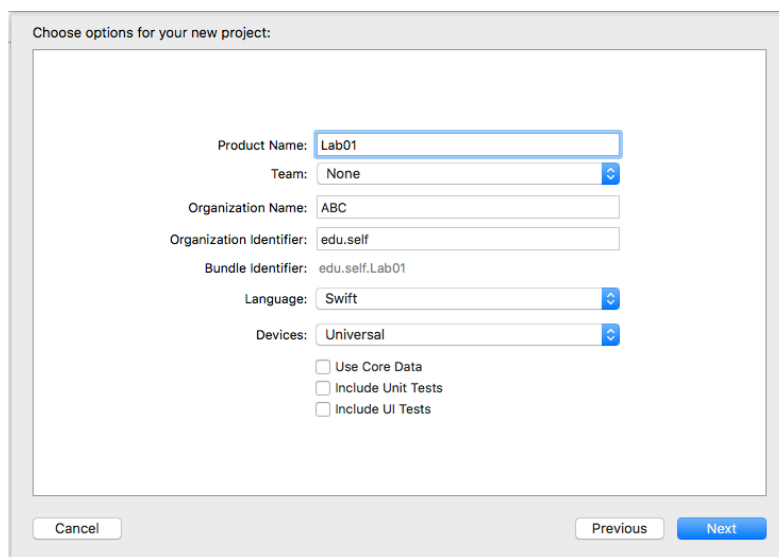 Choose options for your new project:
Product Name: Lab01
Team: None
Organization Name: ABC
Organization Identifier: edu.self
Bundle Identifier: edu.self.Lab01
Language: Swift
Devices: Universal
Use Core Data
Include Unit Tests
Include UI Tests
Cancel Previous Next